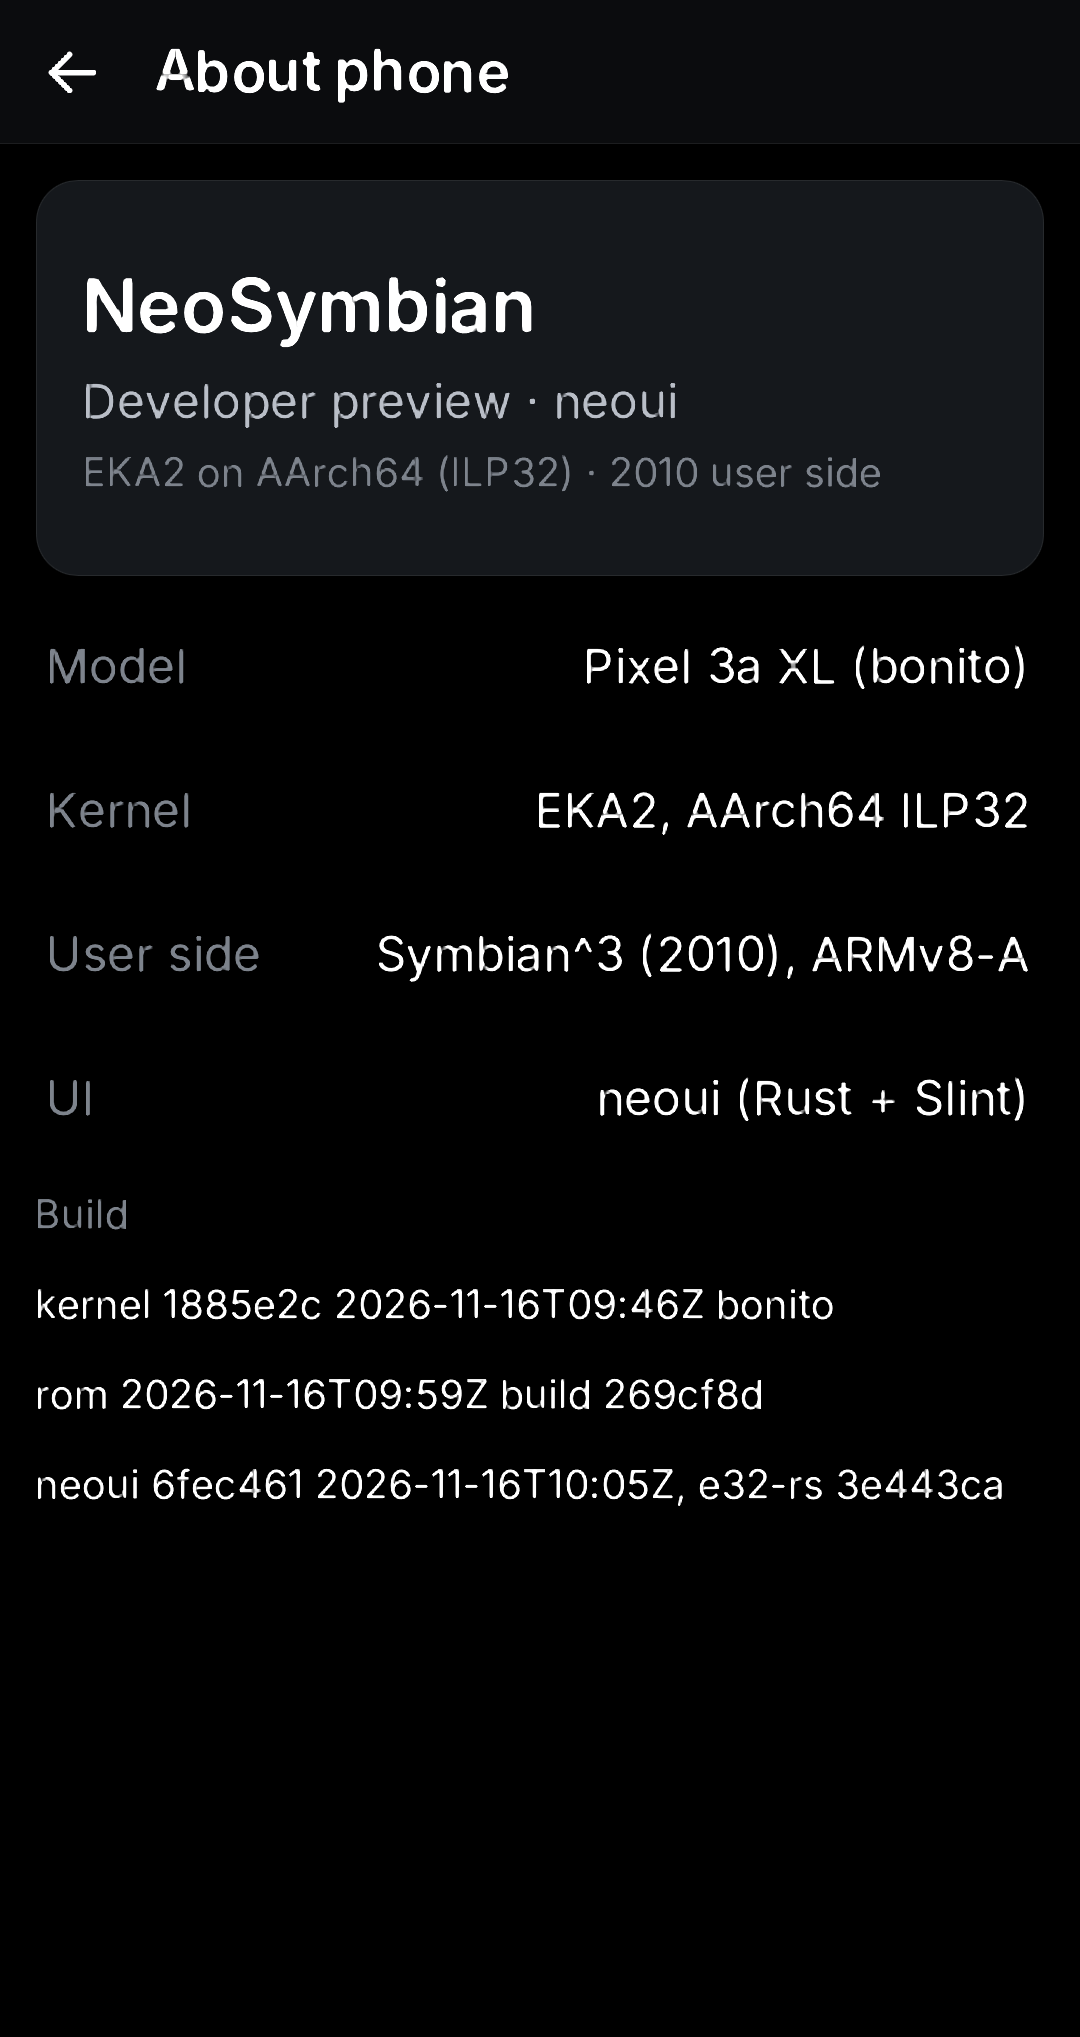 About phone
NeoSymbian
Developer preview · neoui
EKA2 on AArch64 (ILP32) · 2010 user side
Model Pixel 3a XL (bonito)
Kernel EKA2, AArch64 ILP32
User side Symbian^3 (2010), ARMv8-A
UI neoui (Rust + Slint)
Build
kernel 1885e2c 2026-11-16T09:46Z bonito
rom 2026-11-16T09:59Z build 269cf8d
neoui 6fec461 2026-11-16T10:05Z, e32-rs 3e443ca